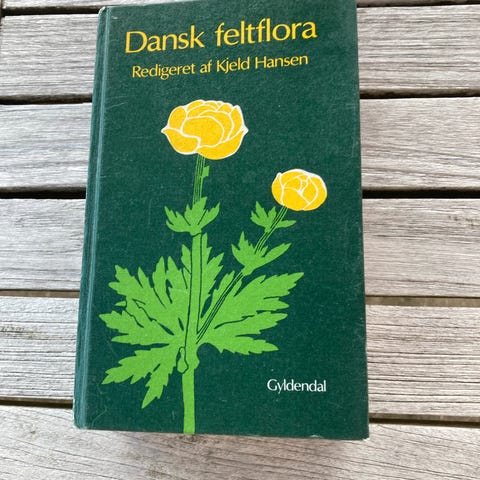 Dansk feltflora
Redigeret af Kjeld Hansen
Gyldendal